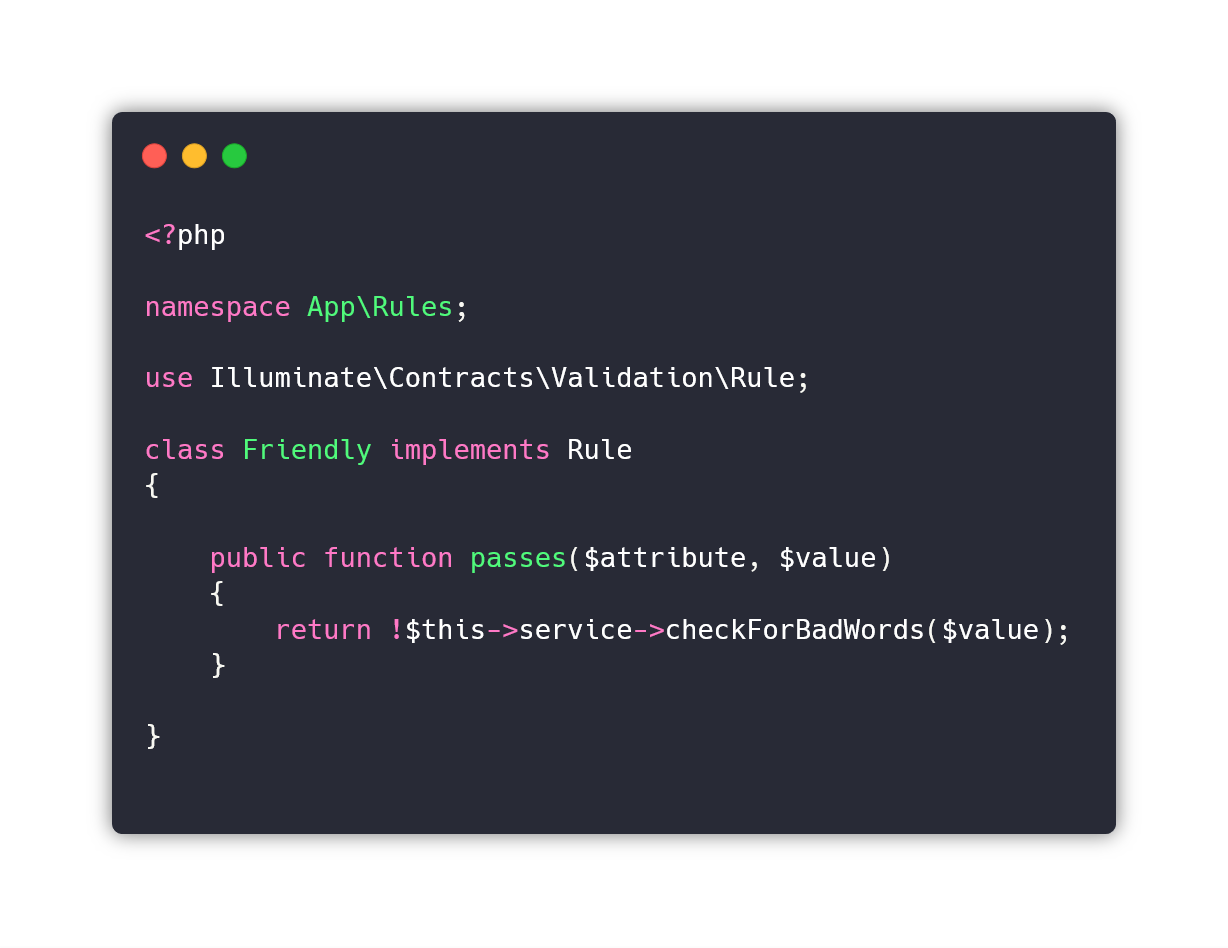 <?php
namespace App\Rules;
use Illuminate\Contracts\Validation\Rule;
class Friendly implements Rule
{
    public function passes($attribute, $value)
    {
        return !$this->service->checkForBadWords($value);
    }
}